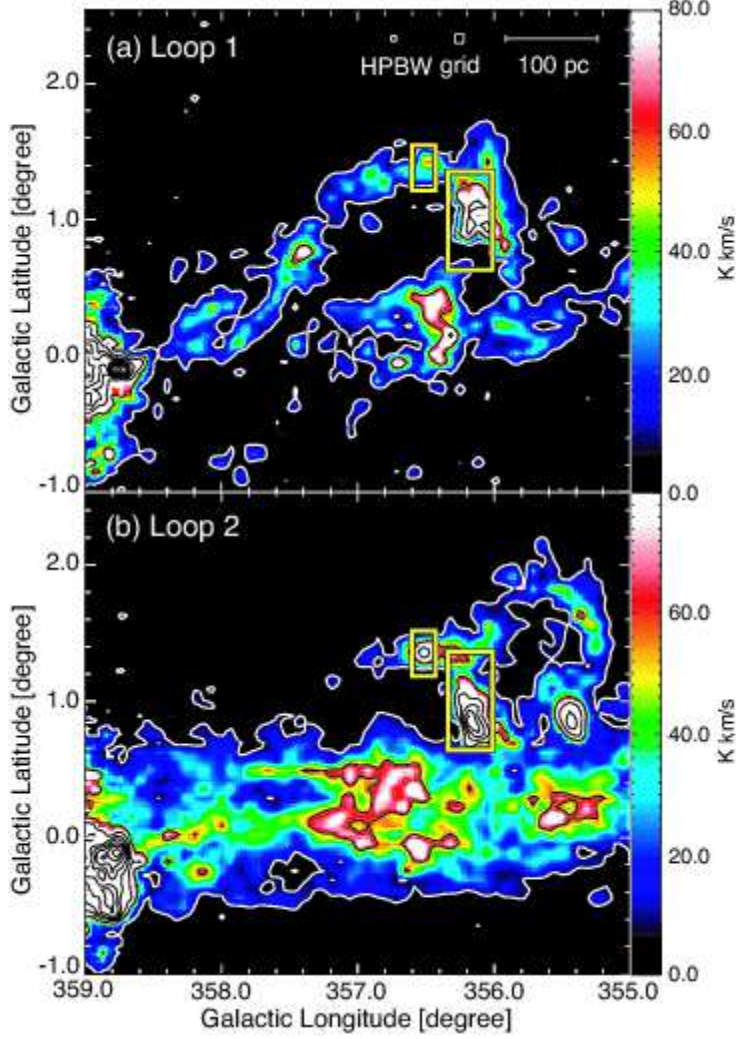 (a) Loop 1
HPBW grid
100 pc
2.0
1.0
0.0
-1.0
Galactic Latitude [degree]
80.0
60.0
40.0
20.0
0.0
K km/s
(b) Loop 2
2.0
1.0
0.0
-1.0
Galactic Latitude [degree]
60.0
40.0
20.0
0.0
K km/s
359.0 358.0 357.0 356.0 355.0
Galactic Longitude [degree]